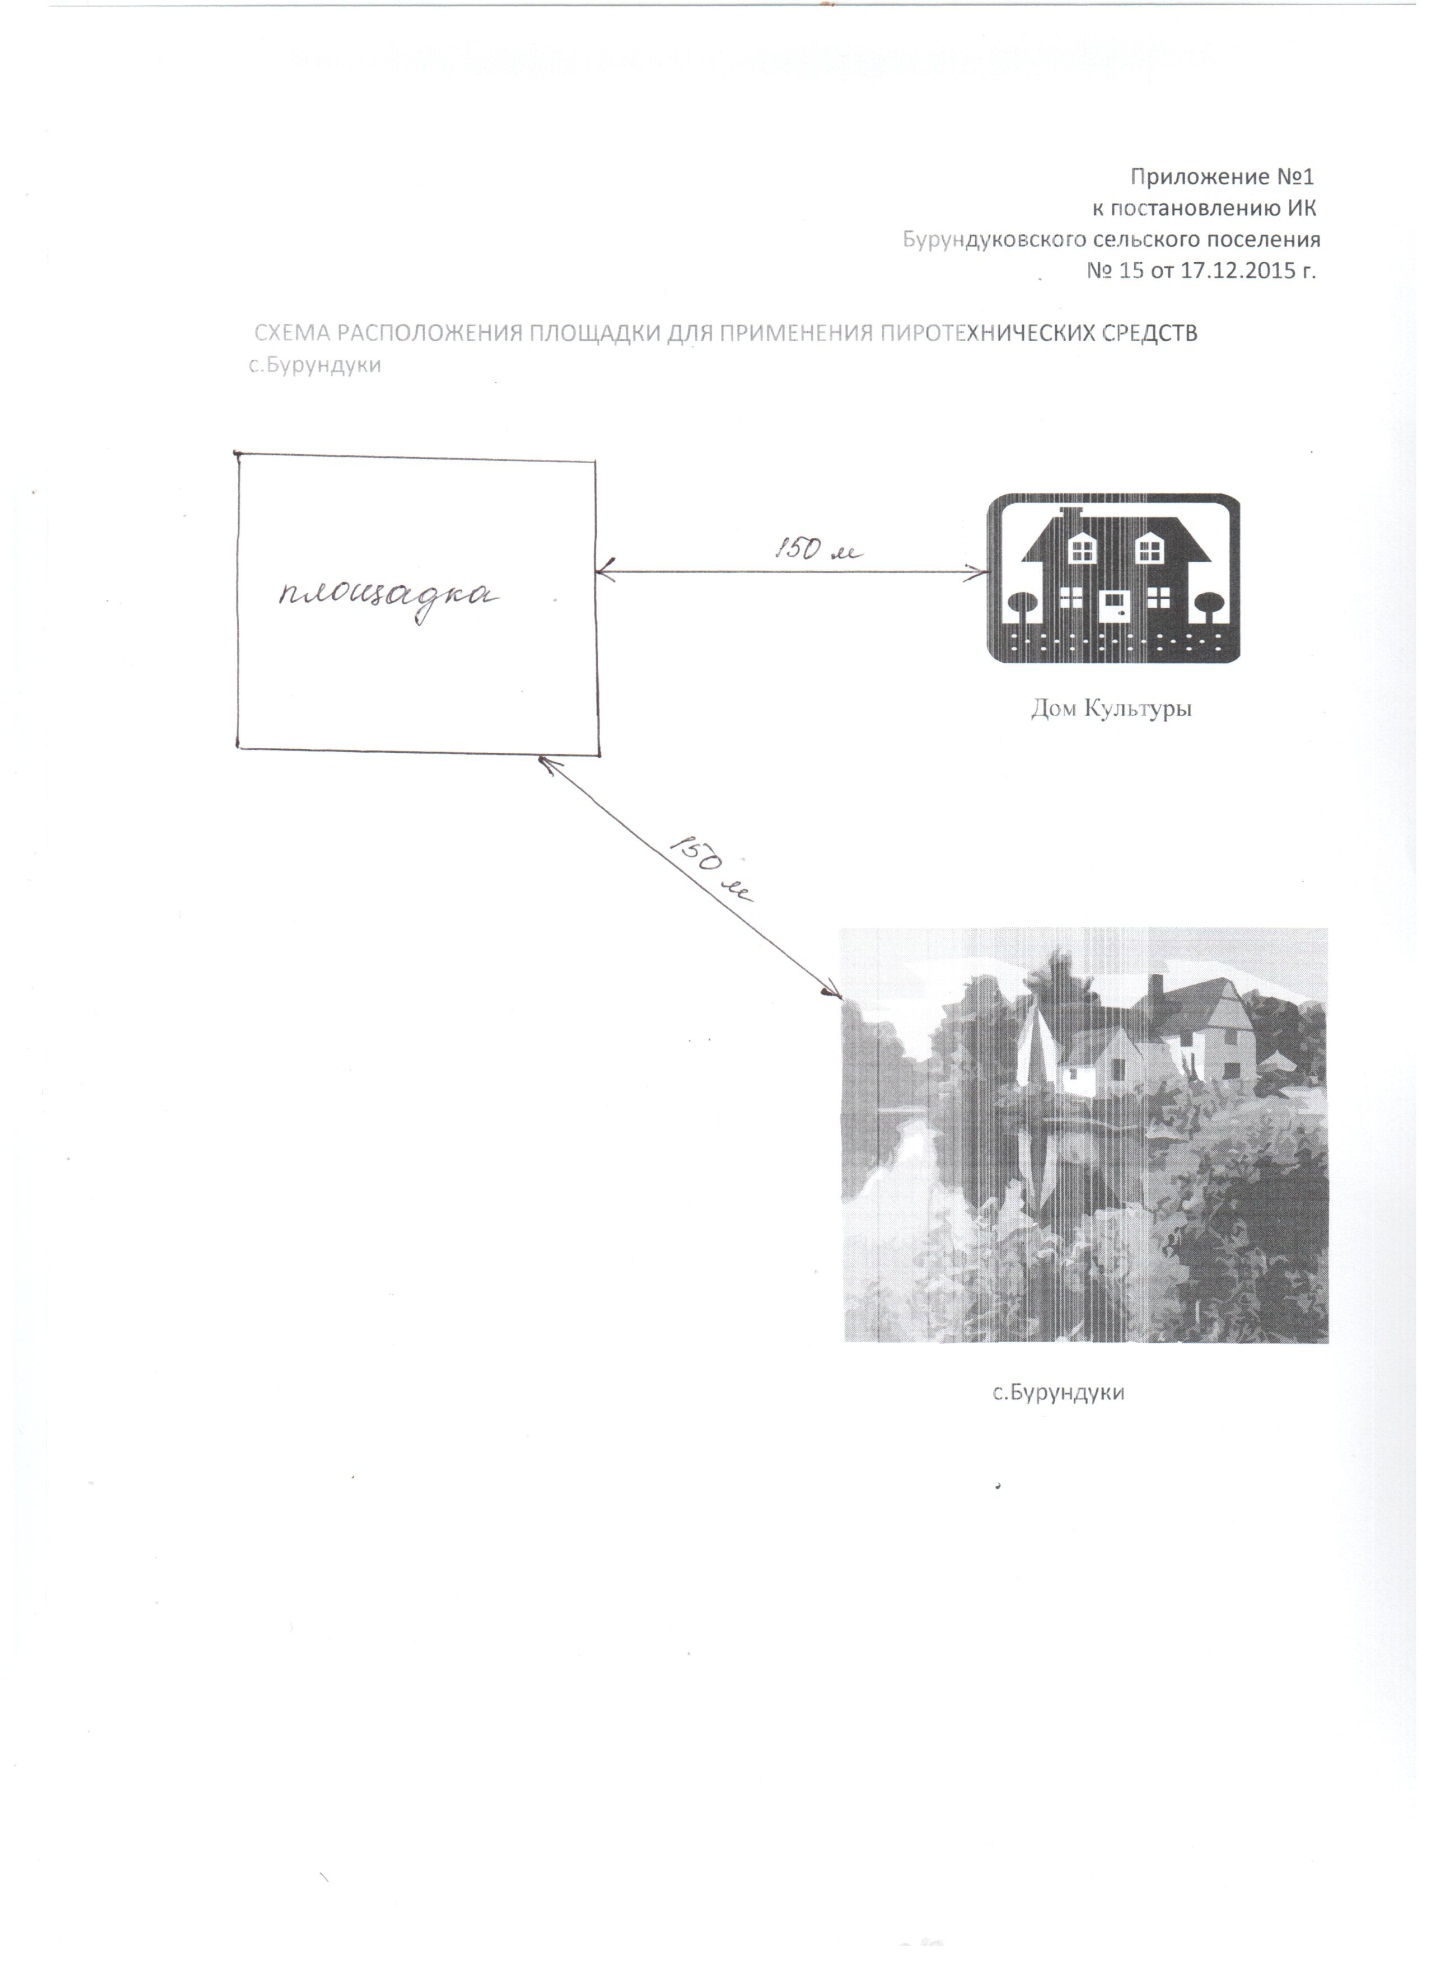 Приложение №1
к постановлению ИК
Бурундуковского сельского поселения
№ 15 от 17.12.2015 г.
СХЕМА РАСПОЛОЖЕНИЯ ПЛОЩАДКИ ДЛЯ ПРИМЕНЕНИЯ ПИРОТЕХНИЧЕСКИХ СРЕДСТВ
с.Бурундуки
площадка
150 м
Дом Культуры
150 м
с.Бурундуки